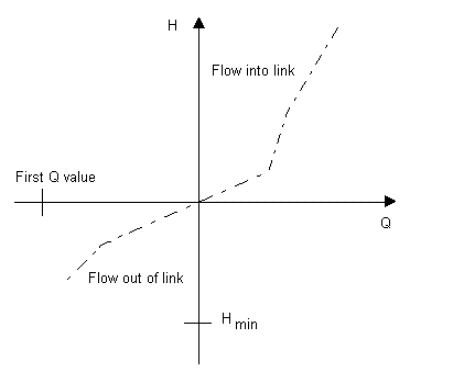 H
Flow into link
First Q value
Q
Flow out of link
H min